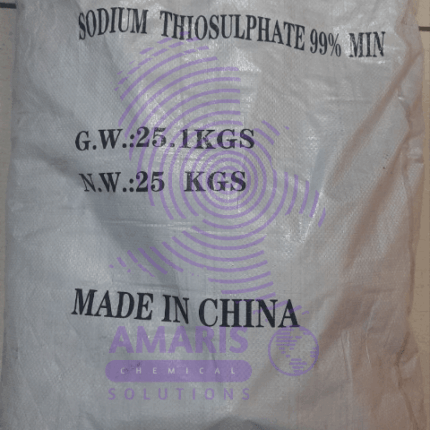 SODIUM THIOSULPHATE 99% MIN
G.W.:25.1KGS
N.W.:25 KGS
MADE IN CHINA
AMARIS
CHEMICAL
SOLUTIONS